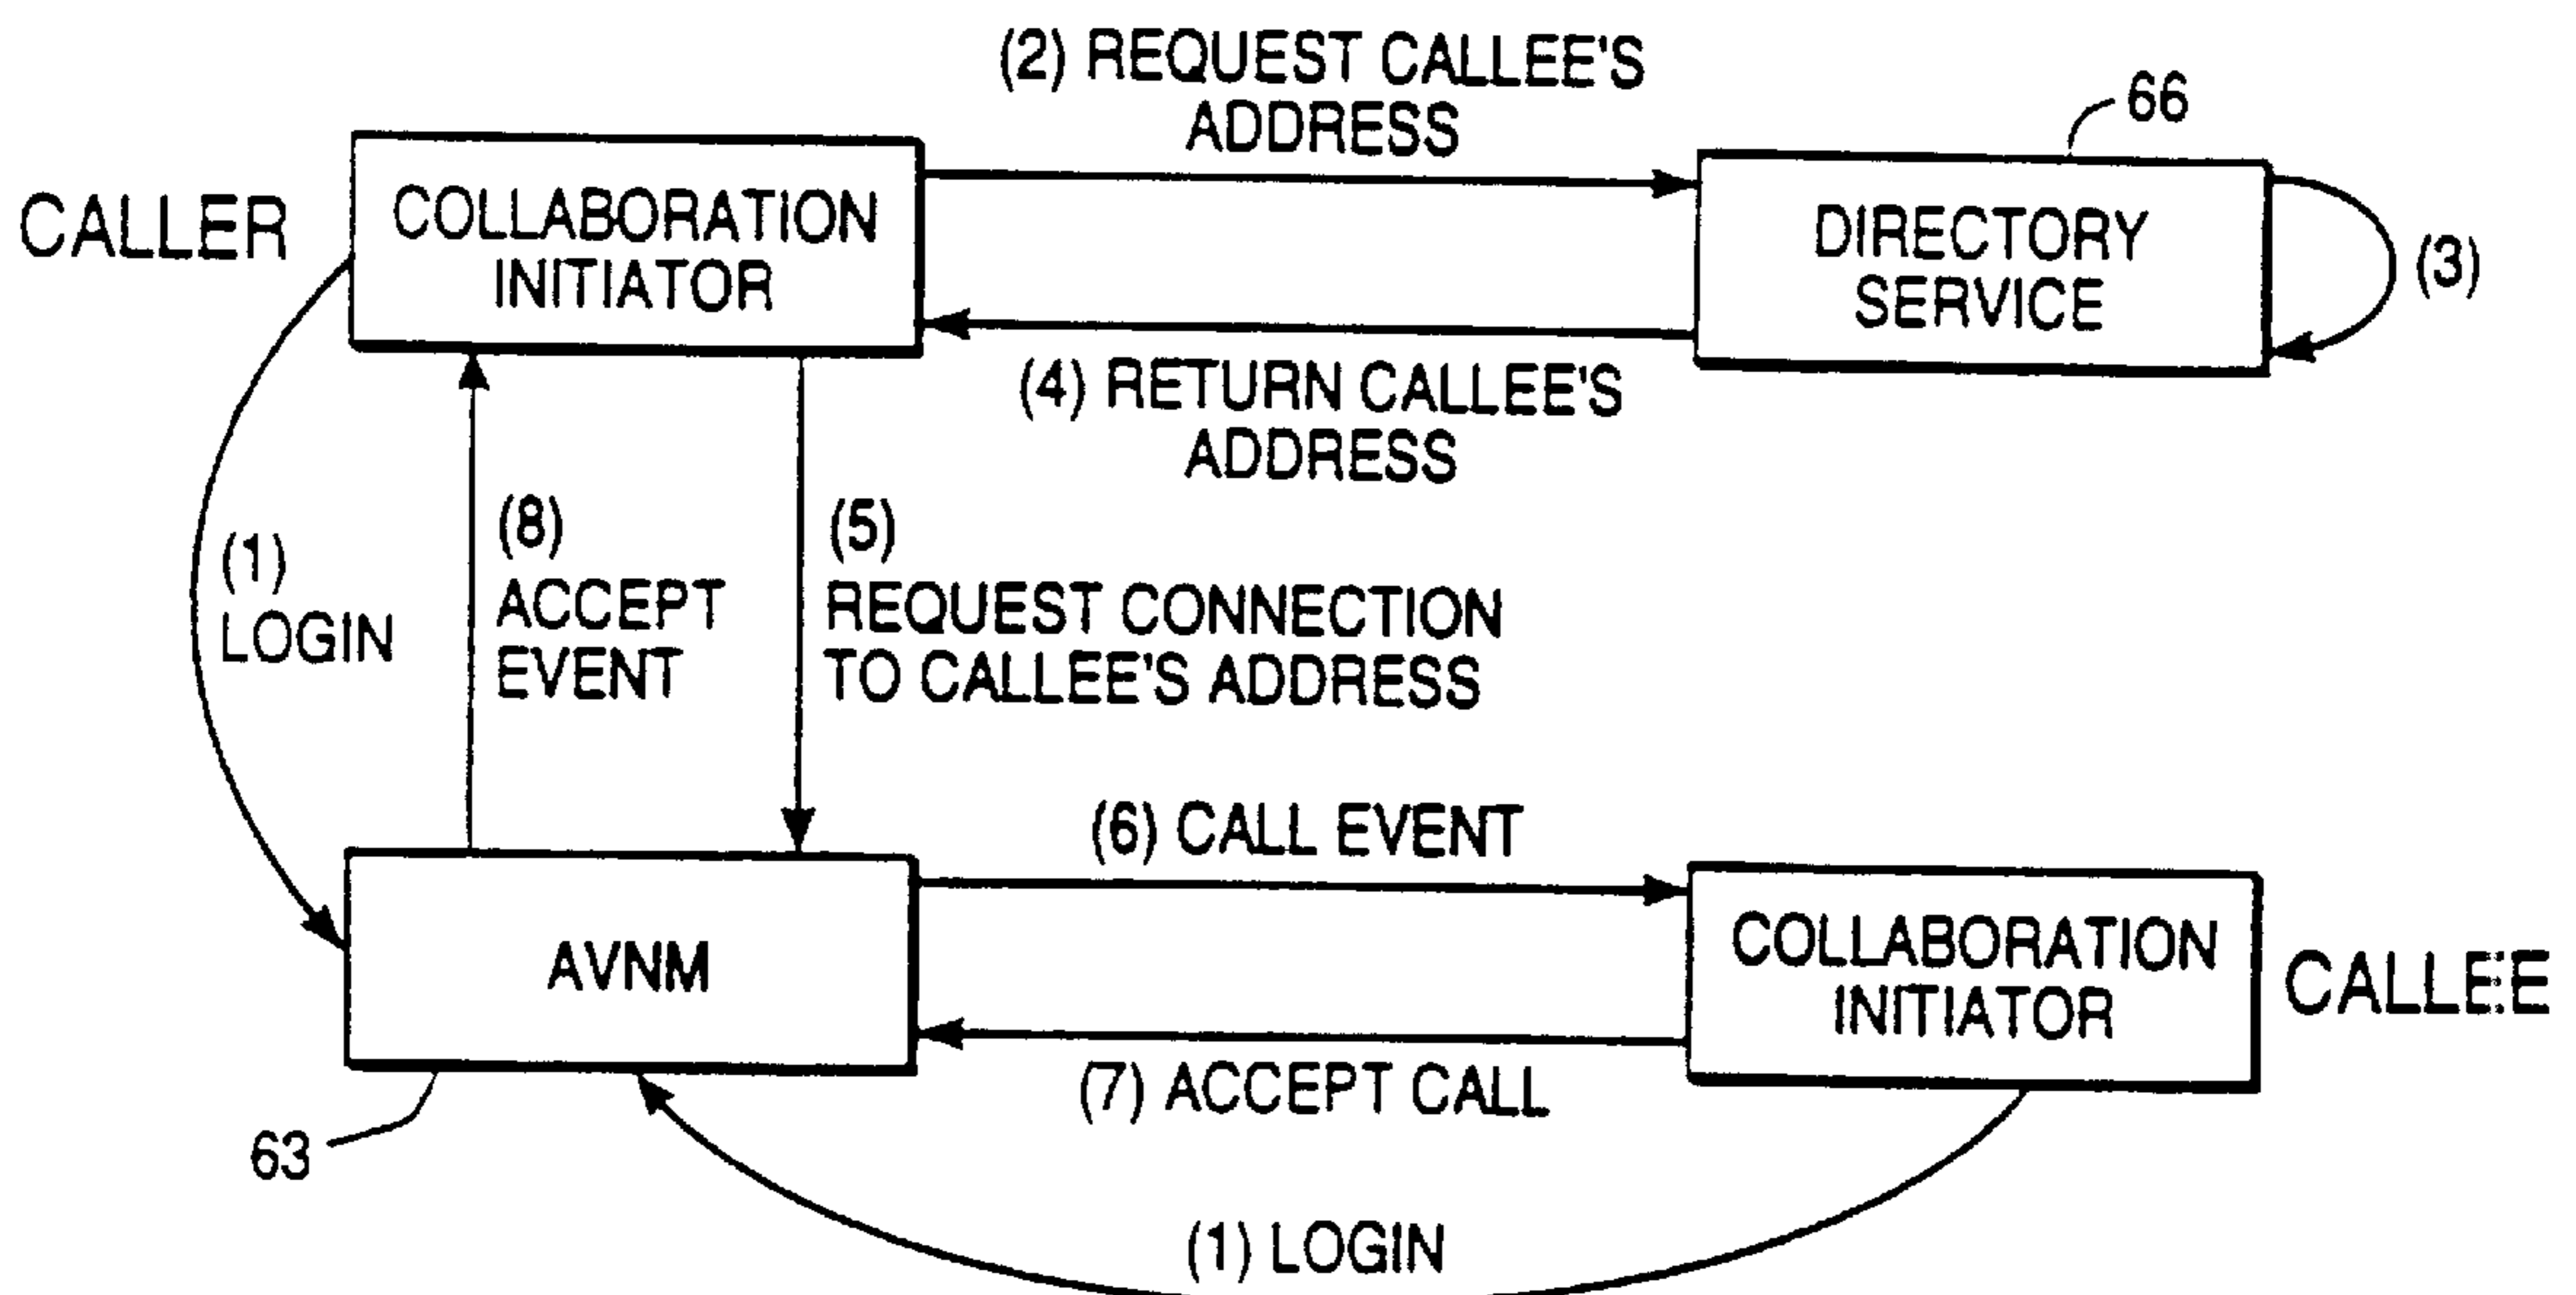 (2) REQUEST CALLEE'S
ADDRESS
66
CALLER
COLLABORATION
INITIATOR
DIRECTORY
SERVICE
(3)
(4) RETURN CALLEE'S
ADDRESS
(1)
LOGIN
(8)
ACCEPT
EVENT
(5)
REQUEST CONNECTION
TO CALLEE'S ADDRESS
(6) CALL EVENT
AVNM
COLLABORATION
INITIATOR
CALLEE
(7) ACCEPT CALL
63
(1) LOGIN